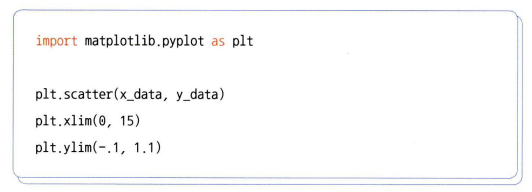 import matplotlib.pyplot as plt
plt.scatter(x_data, y_data)
plt.xlim(0, 15)
plt.ylim(-.1, 1.1)